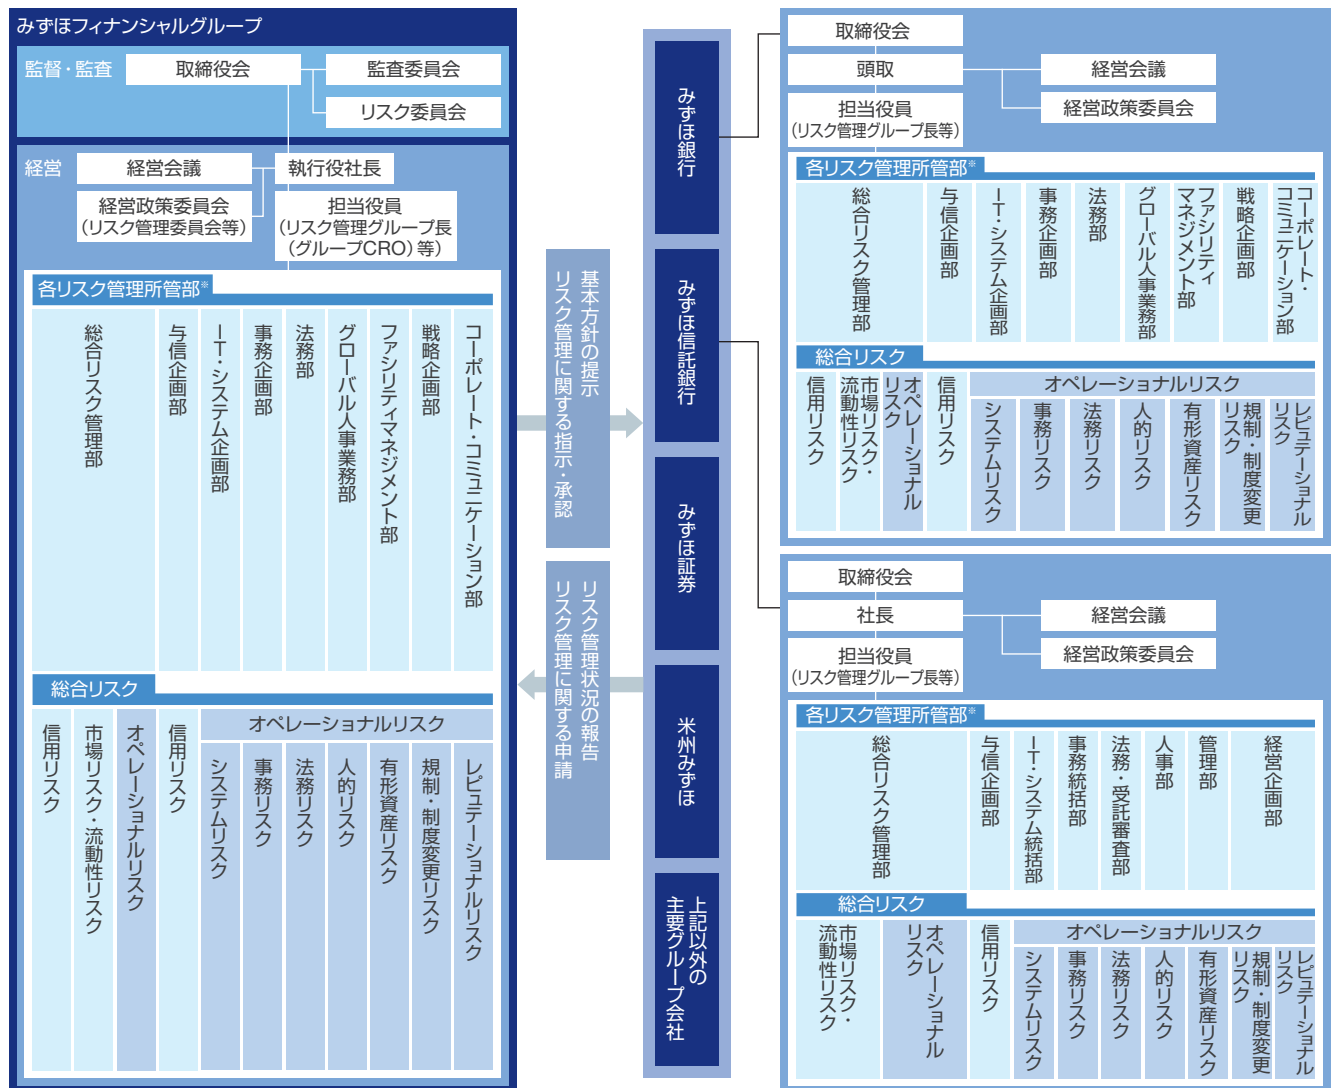 みずほフィナンシャルグループ
監督・監査
取締役会
監査委員会
リスク委員会
経営
経営会議
執行役社長
経営政策委員会
(リスク管理委員会等)
担当役員
(リスク管理グループ長
(グループCRO)等)
各リスク管理所管部※
総合リスク管理部
与信企画部
IT・システム企画部
事務企画部
法務部
グローバル人事業務部
ファシリティマネジメント部
戦略企画部
コーポレート・コミュニケーション部
総合リスク
信用リスク
市場リスク・流動性リスク
オペレーショナルリスク
信用リスク
オペレーショナルリスク
システムリスク
事務リスク
法務リスク
人的リスク
有形資産リスク
規制・制度変更リスク
レピュテーショナルリスク
基本方針の提示
リスク管理に関する指示・承認
リスク管理状況の報告
リスク管理に関する申請
みずほ銀行
みずほ信託銀行
みずほ証券
米州みずほ
上記以外の
主要グループ会社
取締役会
頭取
経営会議
経営政策委員会
担当役員
(リスク管理グループ長等)
各リスク管理所管部※
総合リスク管理部
与信企画部
IT・システム企画部
事務企画部
法務部
グローバル人事業務部
ファシリティ
マネジメント部
戦略企画部
コーポレート・
コミュニケーション部
総合リスク
信用リスク
市場リスク・
流動性リスク
オペレーショナル
リスク
信用リスク
オペレーショナルリスク
システムリスク
事務リスク
法務リスク
人的リスク
有形資産リスク
規制・制度変更
リスク
レピュテーショナル
リスク
取締役会
社長
経営会議
経営政策委員会
担当役員
(リスク管理グループ長等)
各リスク管理所管部※
総合リスク管理部
与信企画部
IT・システム統括部
事務統括部
法務・受託審査部
人事部
管理部
経営企画部
総合リスク
市場リスク・
流動性リスク
オペレーショナル
リスク
信用リスク
オペレーショナルリスク
システムリスク
事務リスク
法務リスク
人的リスク
有形資産リスク
規制・制度変更
リスク
レピュテーショナル
リスク